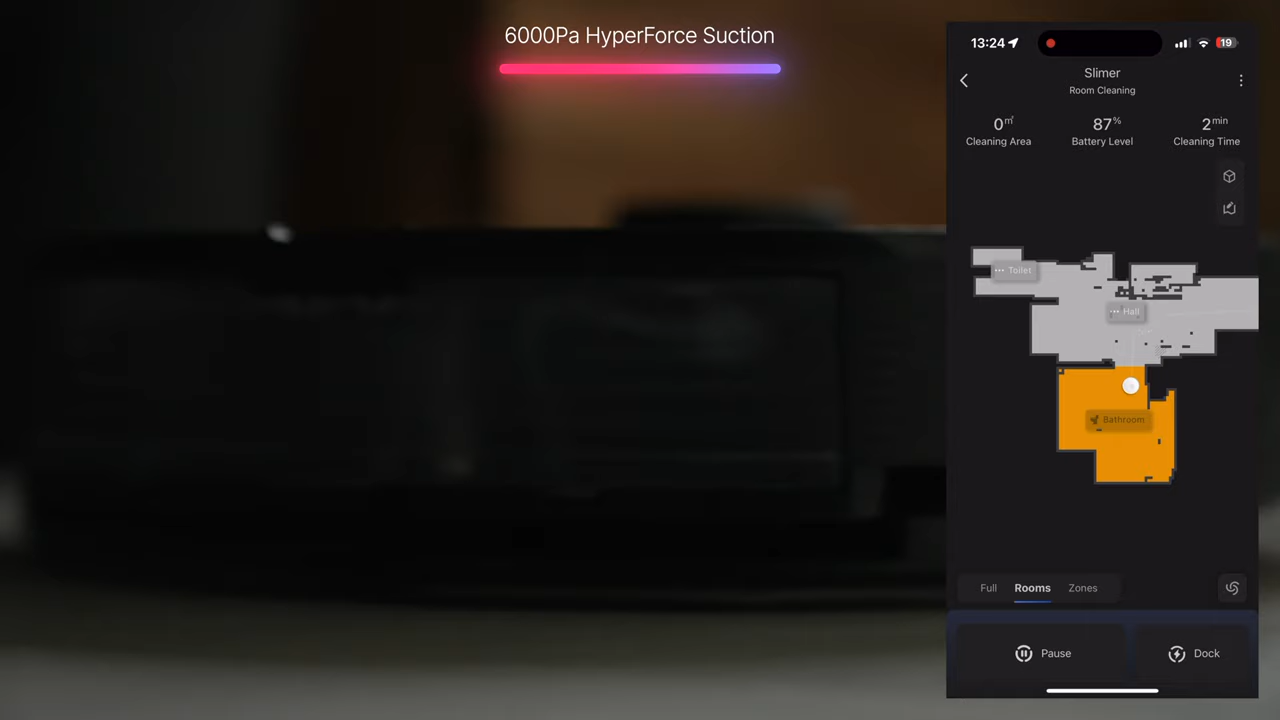 6000Pa HyperForce Suction
13:24
19
Slimer
Room Cleaning
0㎡
Cleaning Area
87%
Battery Level
2min
Cleaning Time
Toilet
Hall
Bathroom
Full
Rooms
Zones
Pause
Dock